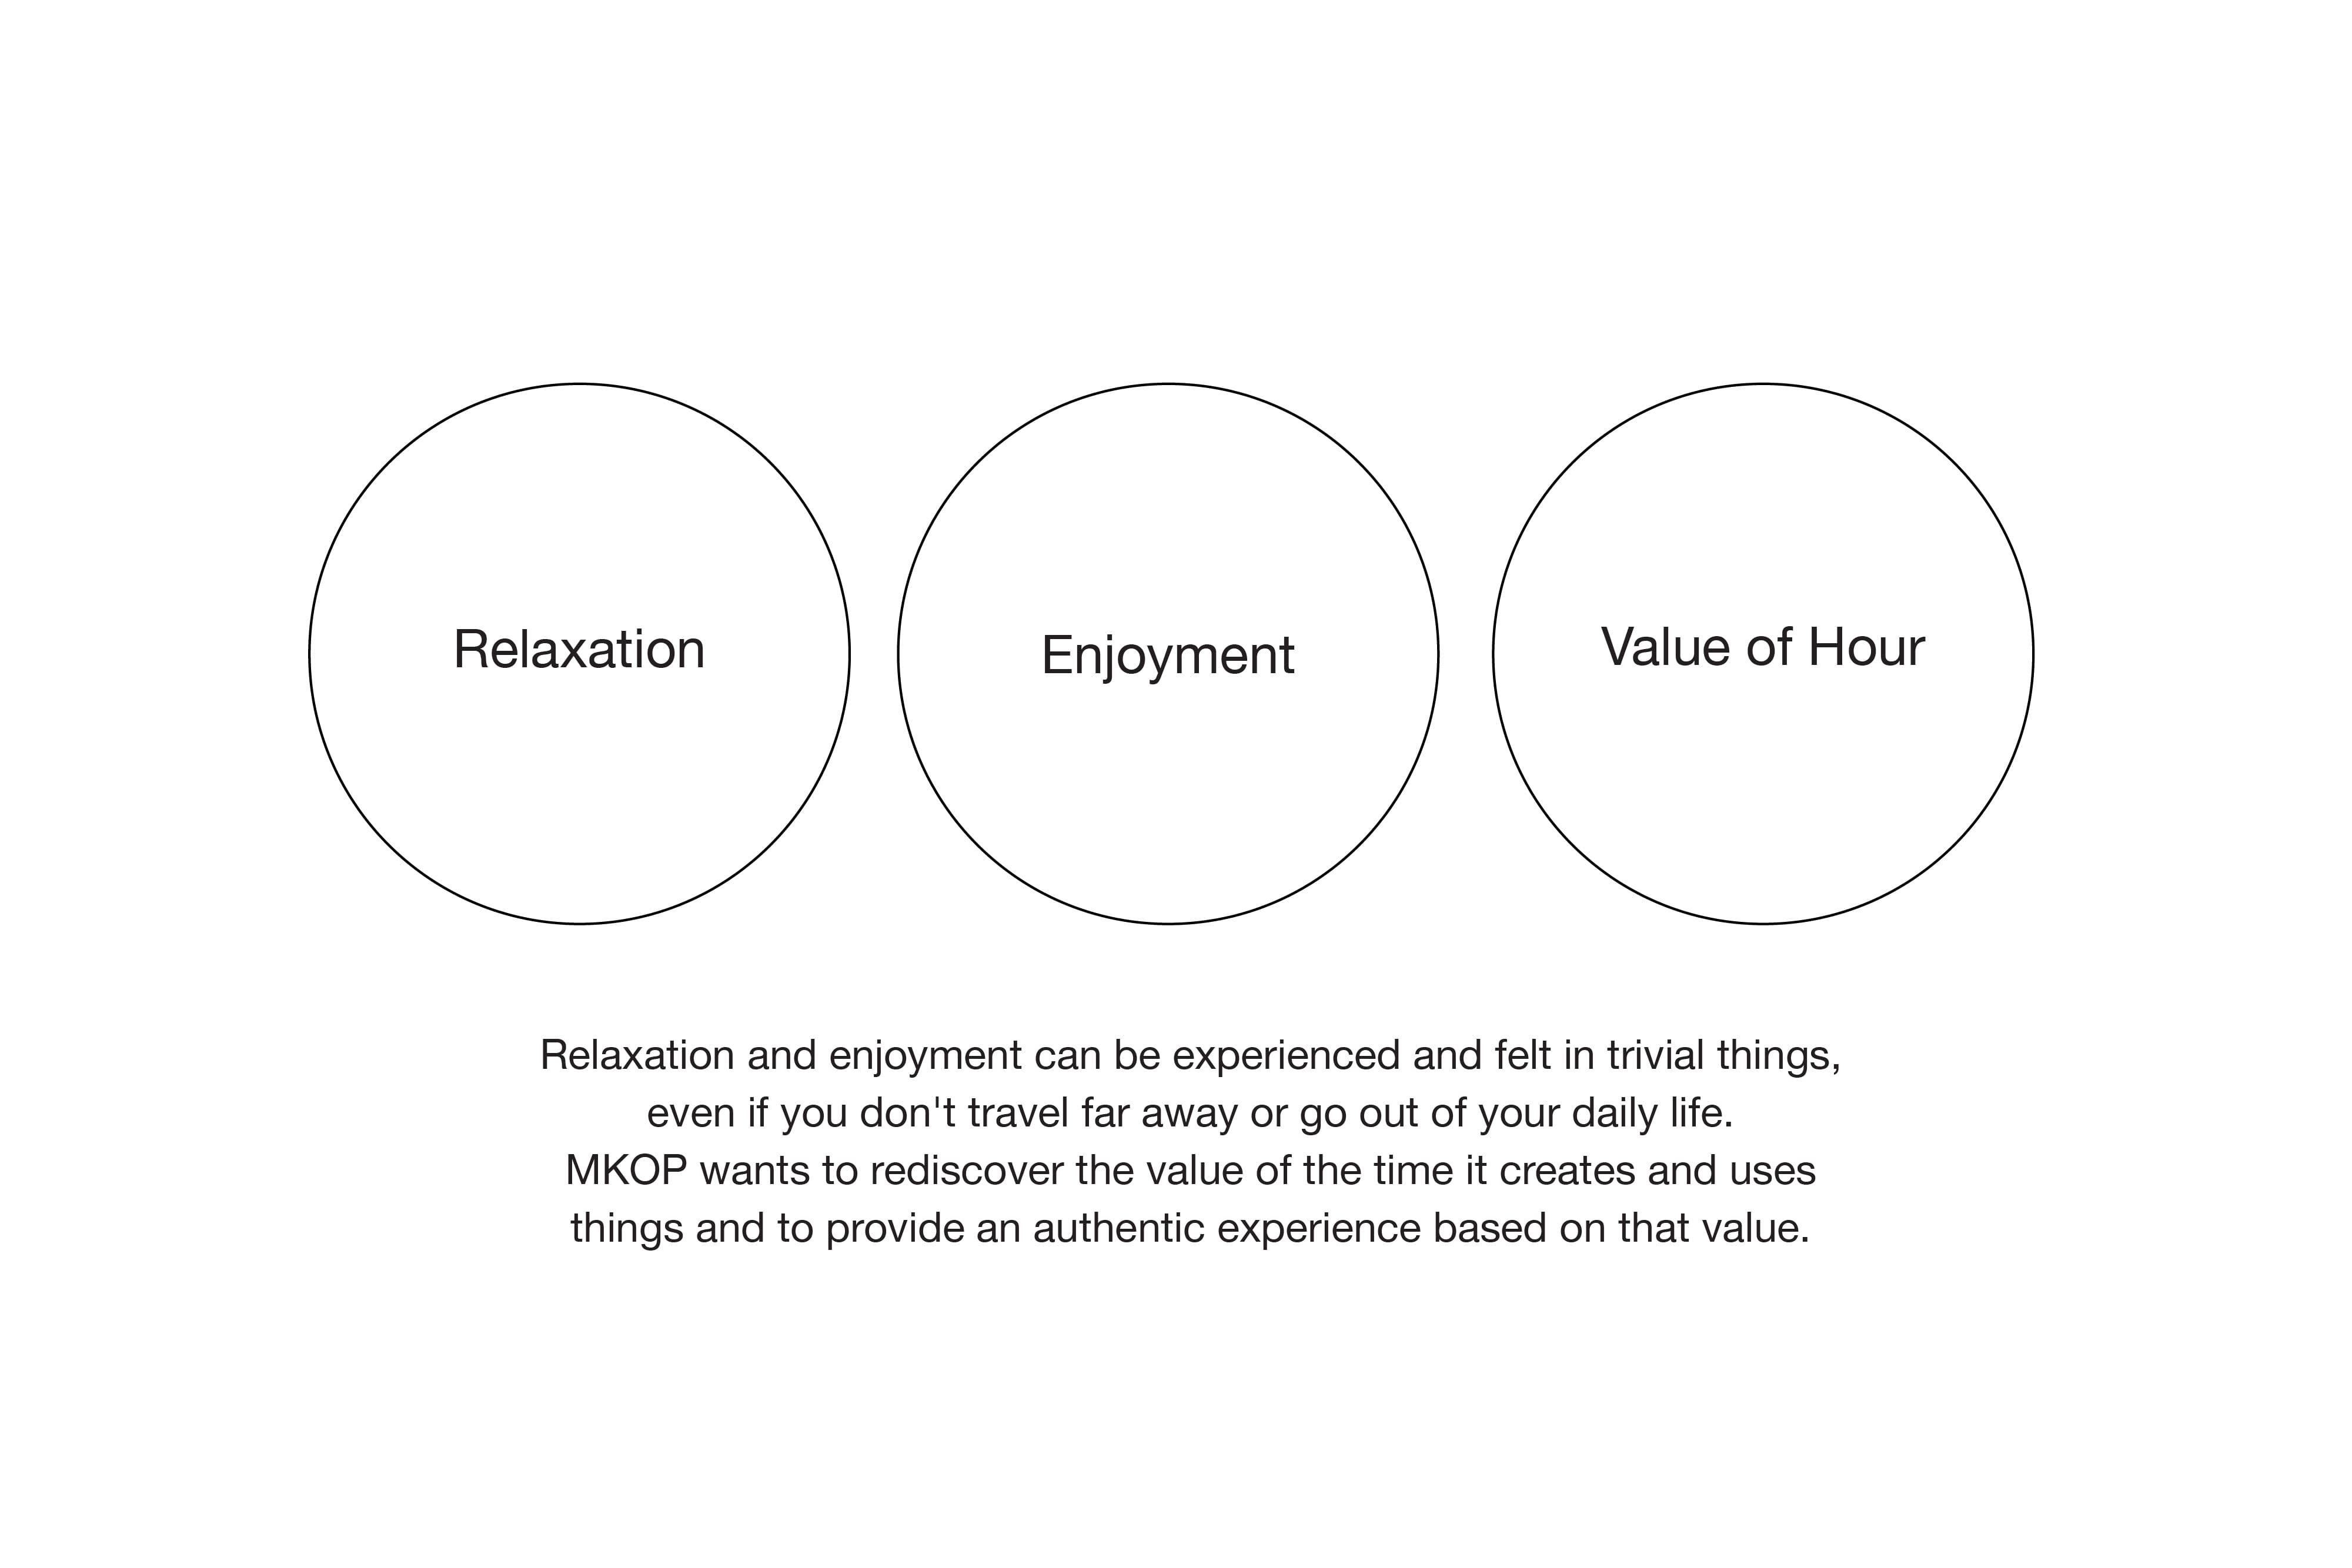 Relaxation
Enjoyment
Value of Hour
Relaxation and enjoyment can be experienced and felt in trivial things,
even if you don't travel far away or go out of your daily life.
MKOP wants to rediscover the value of the time it creates and uses
things and to provide an authentic experience based on that value.